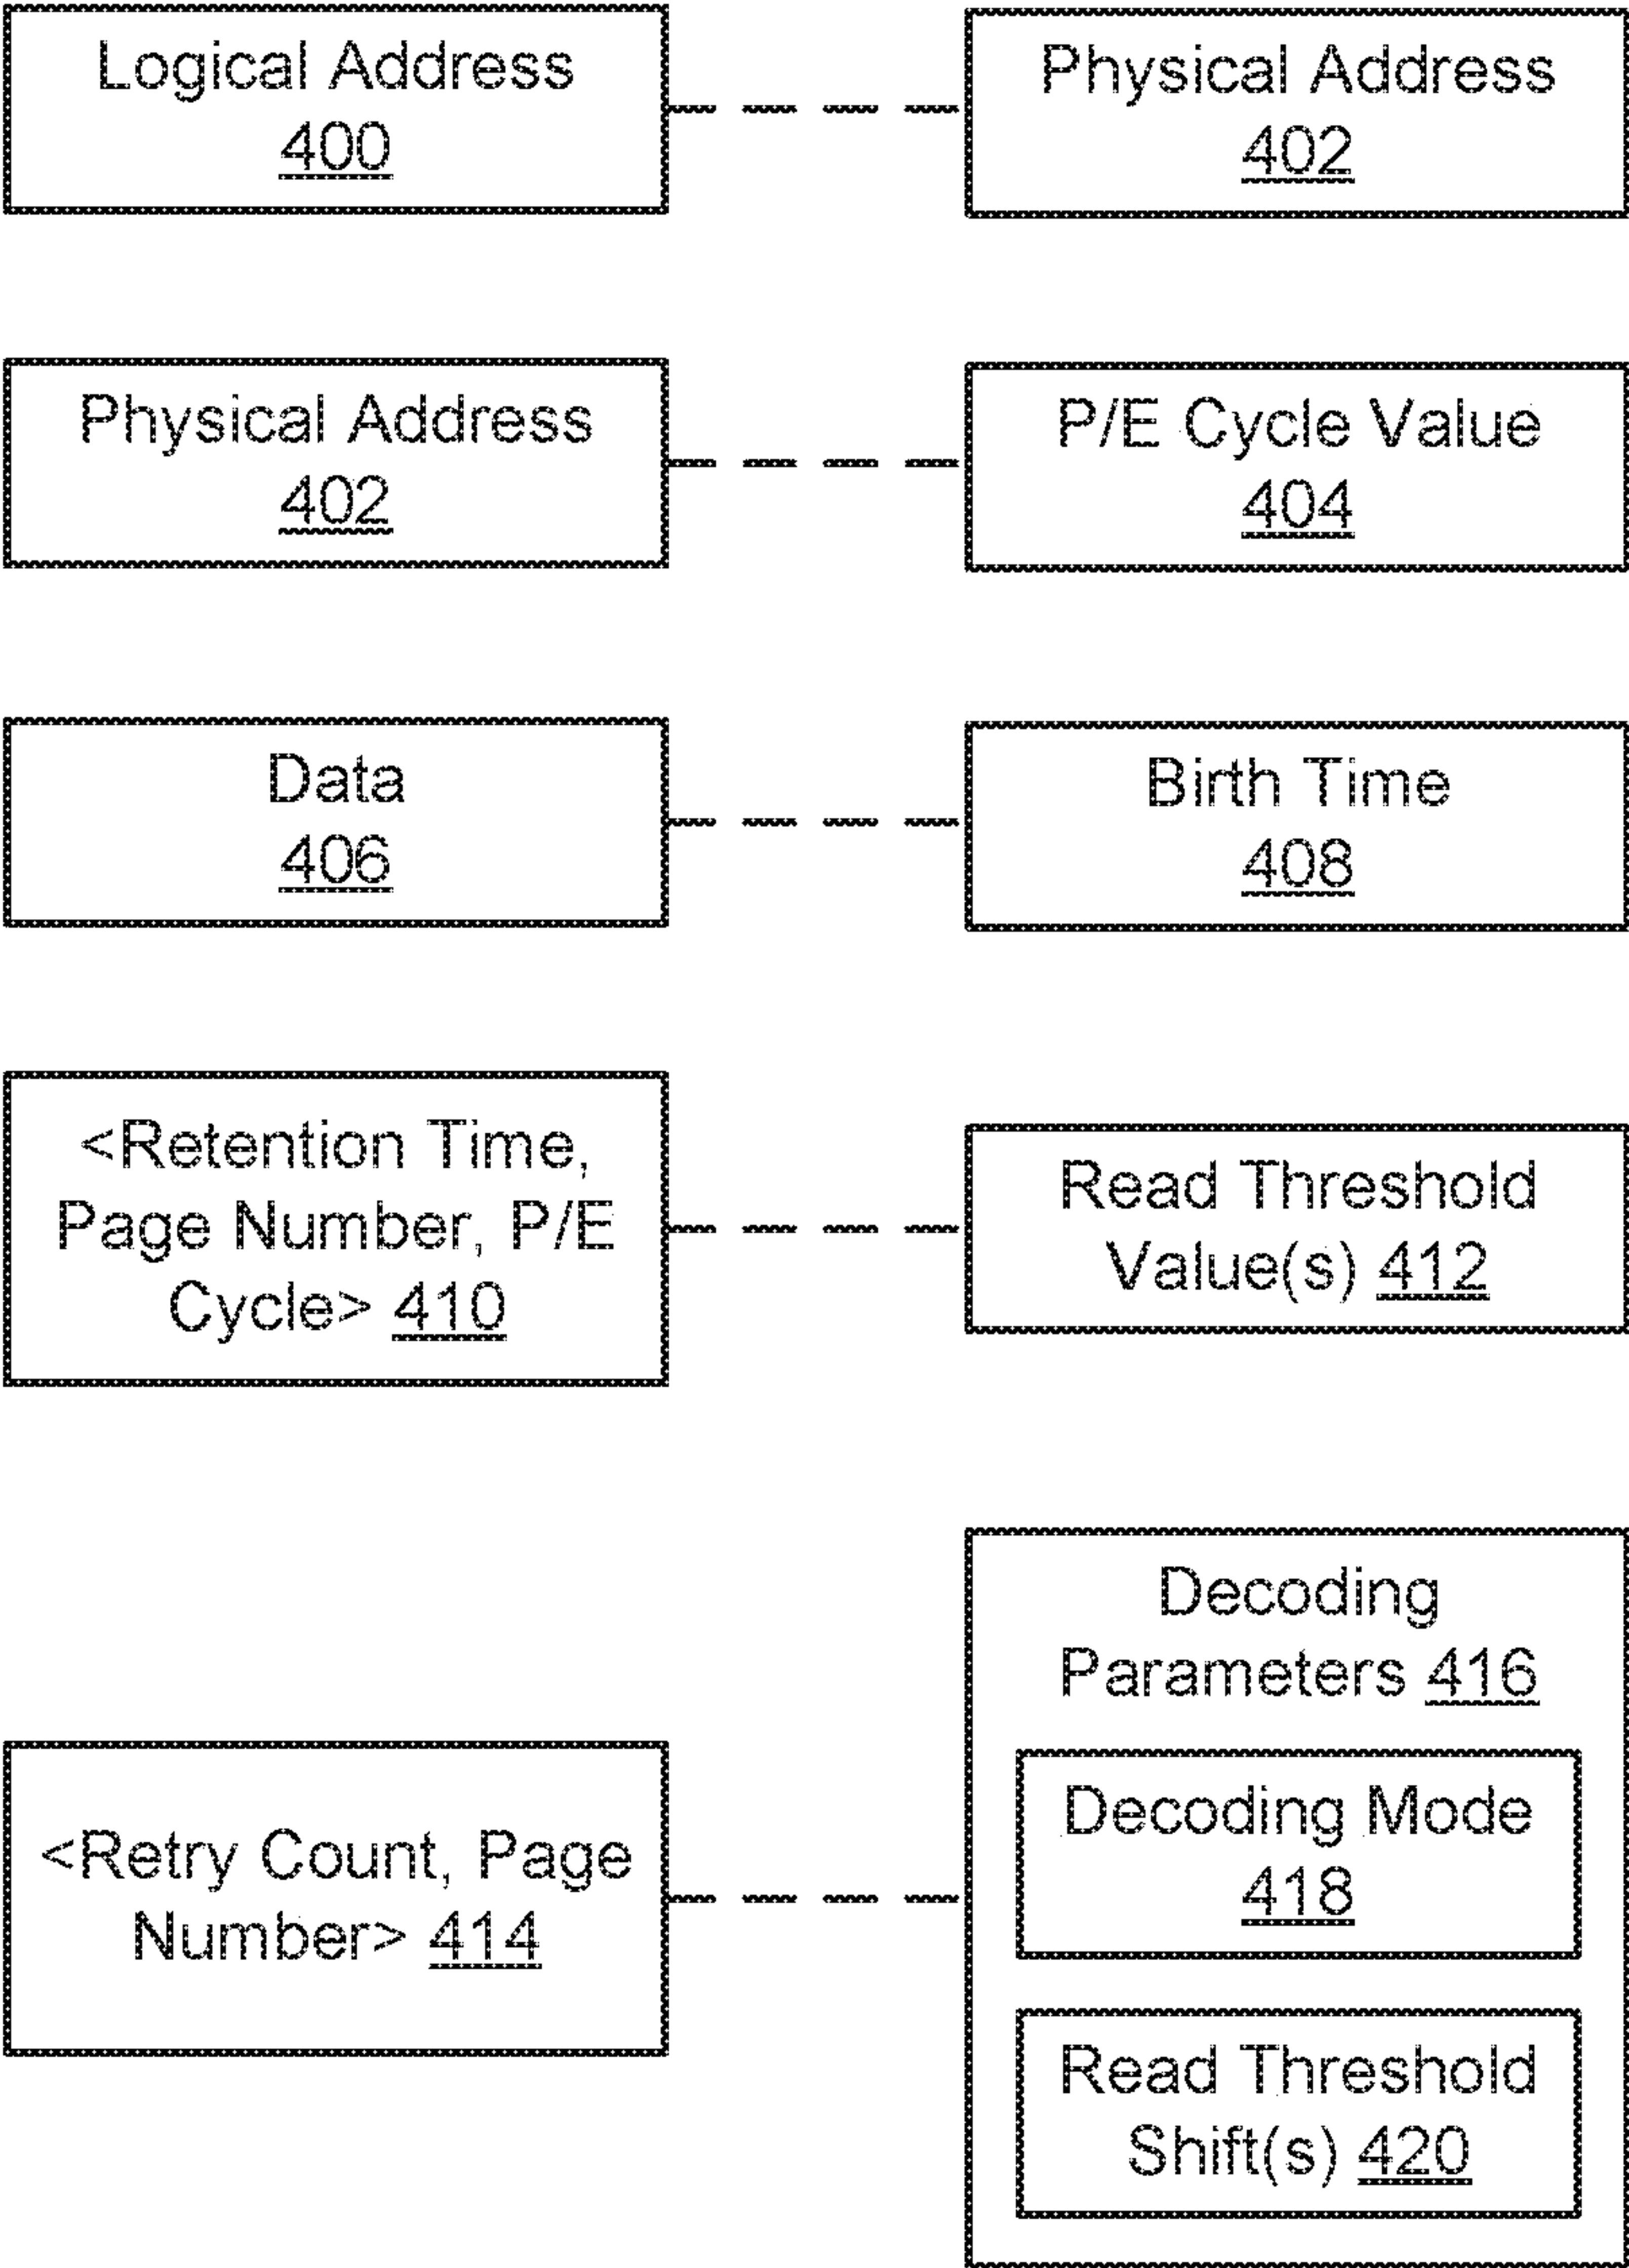 Logical Address
400
Physical Address
402
Physical Address
402
P/E Cycle Value
404
Data
406
Birth Time
408
<Retention Time,
Page Number, P/E
Cycle> 410
Read Threshold
Value(s) 412
<Retry Count, Page
Number> 414
Decoding
Parameters 416
Decoding Mode
418
Read Threshold
Shift(s) 420